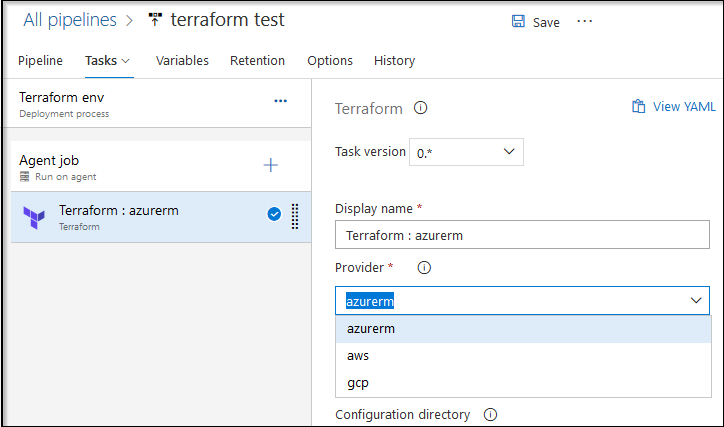 All pipelines > terraform test
Save ...
Pipeline Tasks Variables Retention Options History
Terraform env
Deployment process
...
Agent job
Run on agent
Terraform : azurerm
Terraform
Terraform
View YAML
Task version 0.*
Display name *
Terraform : azurerm
Provider *
azurerm
azurerm
aws
gcp
Configuration directory